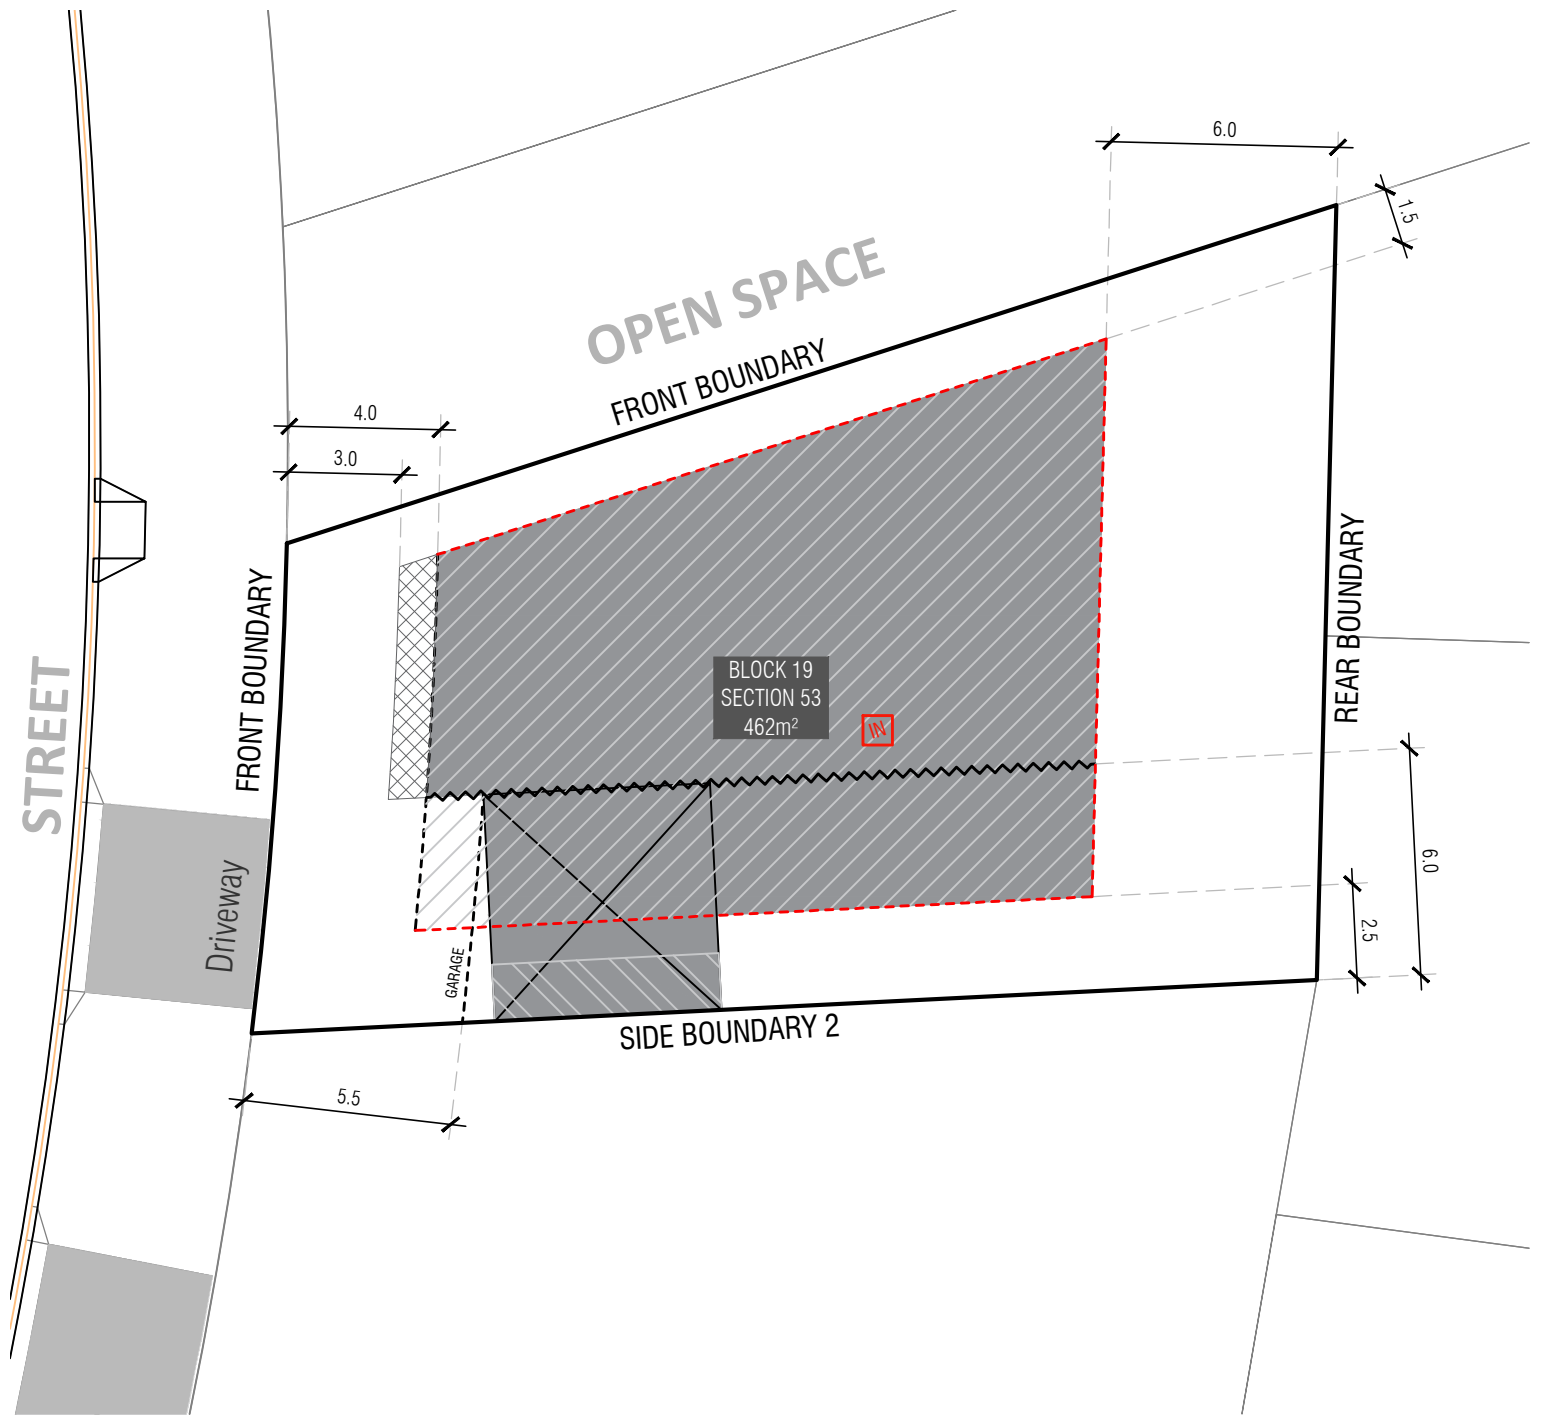 6.0
1.5
OPEN SPACE
FRONT BOUNDARY
4.0
3.0
FRONT BOUNDARY
STREET
REAR BOUNDARY
BLOCK 19
SECTION 53
462m²
IN
6.0
2.5
Driveway
GARAGE
SIDE BOUNDARY 2
5.5